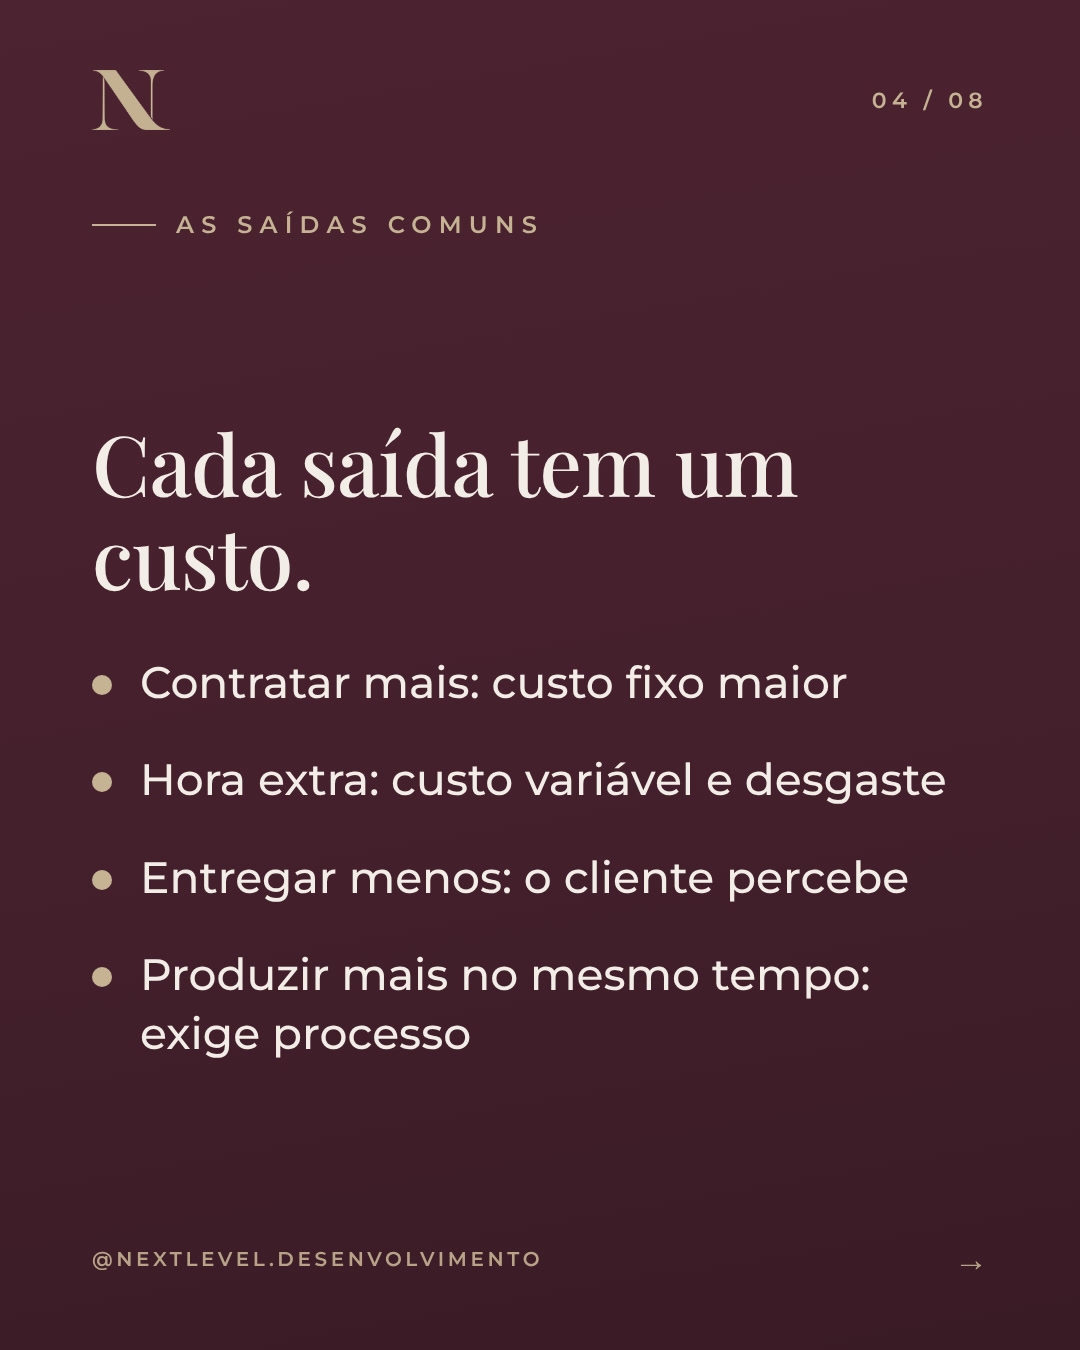 N
04 / 08
AS SAÍDAS COMUNS
Cada saída tem um
custo.
Contratar mais: custo fixo maior
Hora extra: custo variável e desgaste
Entregar menos: o cliente percebe
Produzir mais no mesmo tempo:
exige processo
@NEXTLEVEL.DESENVOLVIMENTO
→